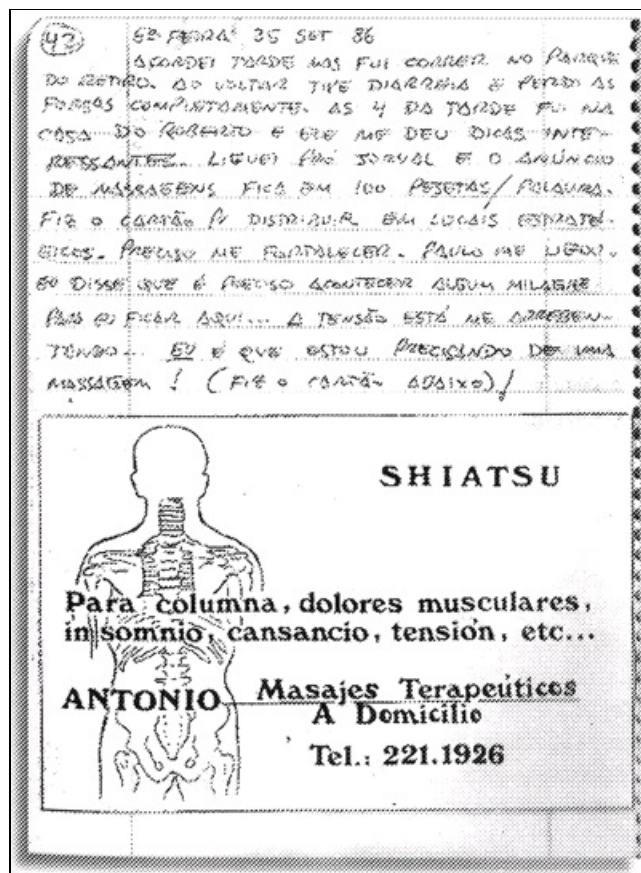 42
6ª FEIRA 25 SET 86
ACORDEI TARDE MAS FUI CORRER NO PARQUE
DO RETIRO. AO VOLTAR TIVE DIARREIA E PERDI AS
FORÇAS COMPLETAMENTE. AS 4 DA TARDE FUI NA
CASA DO ROBERTO E ELE ME DEU DICAS INTE-
RESSANTES. LIGUEI PRO JORNAL E O ANÚNCIO
DE MASSAGENS FICA EM 100 PESETAS/PALAVRA.
FIZ O CARTÃO P/ DISTRIBUIR EM LOCAIS ESTRATÉ-
GICOS. PRECISO ME FORTALECER. PAULO ME LIGOU.
EU DISSE QUE É PRECISO ACONTECER ALGUM MILAGRE
PARA EU FICAR AQUI... A TENSÃO ESTÁ ME ARREBEN-
TANDO... EU É QUE ESTOU PRECISANDO DE UMA
MASSAGEM! (FIZ O CARTÃO ABAIXO)!
SHIATSU
Para columna, dolores musculares,
insomnio, cansancio, tensión, etc...
ANTONIO Masajes Terapeúticos
A Domicilio
Tel.: 221.1926